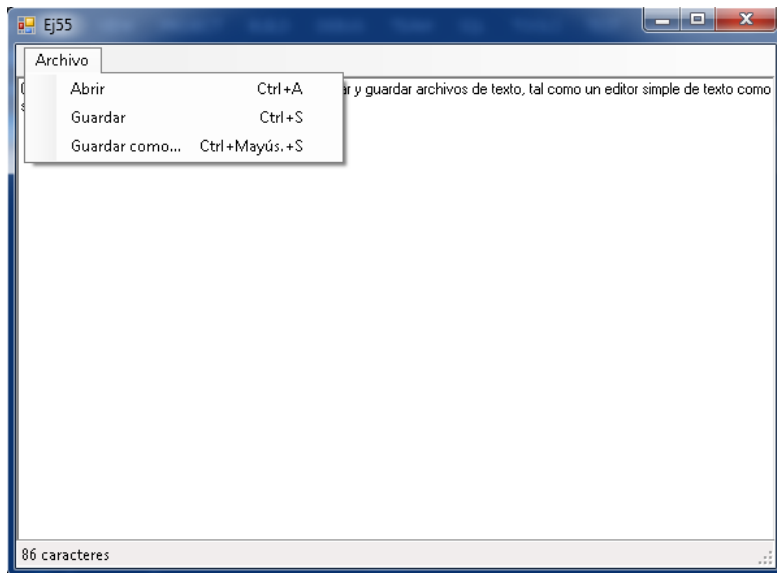 Ej55
Archivo
Abrir Ctrl+A
Guardar Ctrl+S
Guardar como... Ctrl+Mayús.+S
y guardar archivos de texto, tal como un editor simple de texto como
86 caracteres